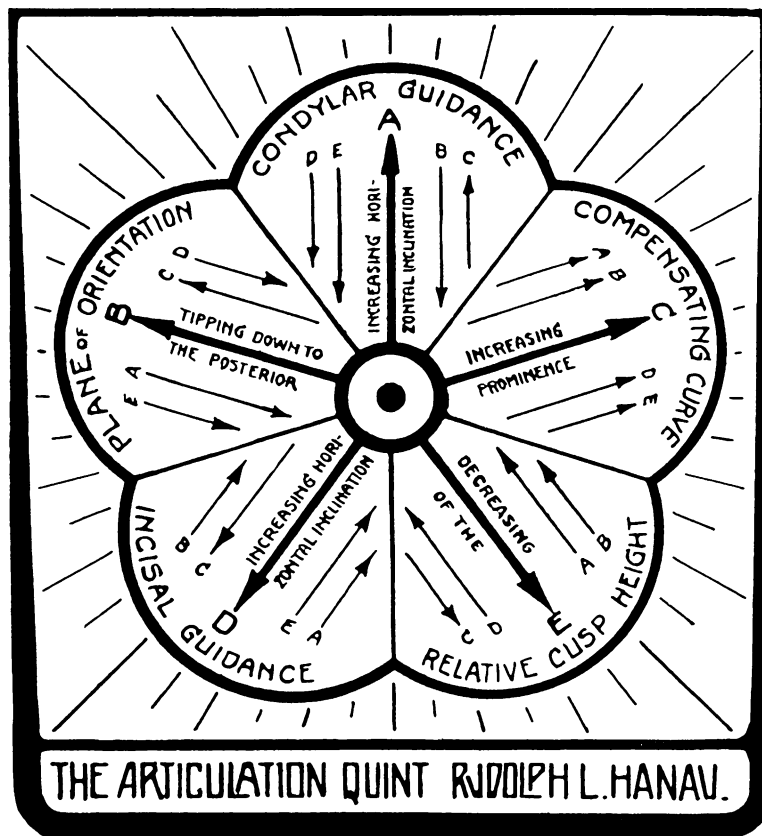 CONDYLAR GUIDANCE
A
D E B C
INCREASING HORI-
ZONTAL INCLINATION
COMPENSATING CURVE
C
A
B
INCREASING
PROMINENCE
D
E
RELATIVE CUSP HEIGHT
E
DECREASING
OF THE
A B
C D
INCISAL GUIDANCE
D
INCREASING HORI-
ZONTAL INCLINATION
B C
E A
PLANE OF ORIENTATION
B
D
C
TIPPING DOWN TO
THE POSTERIOR
A
E
THE ARTICULATION QUINT RUDOLPH L. HANAU.